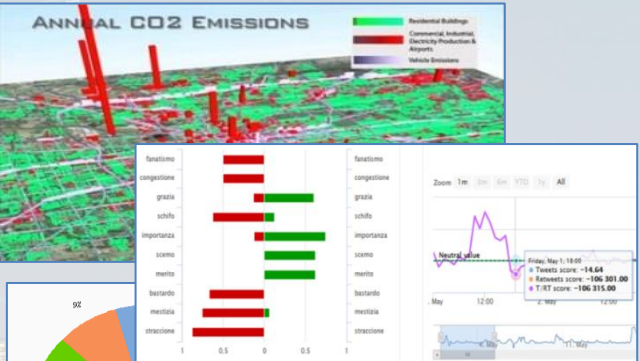 ANNUAL CO2 EMISSIONS
Residential Buildings
Commercial, Industrial,
Electricity Production &
Airports
Vehicle Emissions
fanatismo
congestione
grazia
schifo
importanza
scemo
merito
bastardo
mestizia
straccione
1 0.5 0 0.5 1
fanatismo
congestione
grazia
schifo
importanza
scemo
merito
bastardo
mestizia
straccione
Zoom 1m 3m 6m YTD 1y All
Neutral value
Friday, May 1, 18:00
Tweets score: -14.64
Retweets score: -106 301.00
T/RT score: -106 315.00
May 12:00 2. May
9%